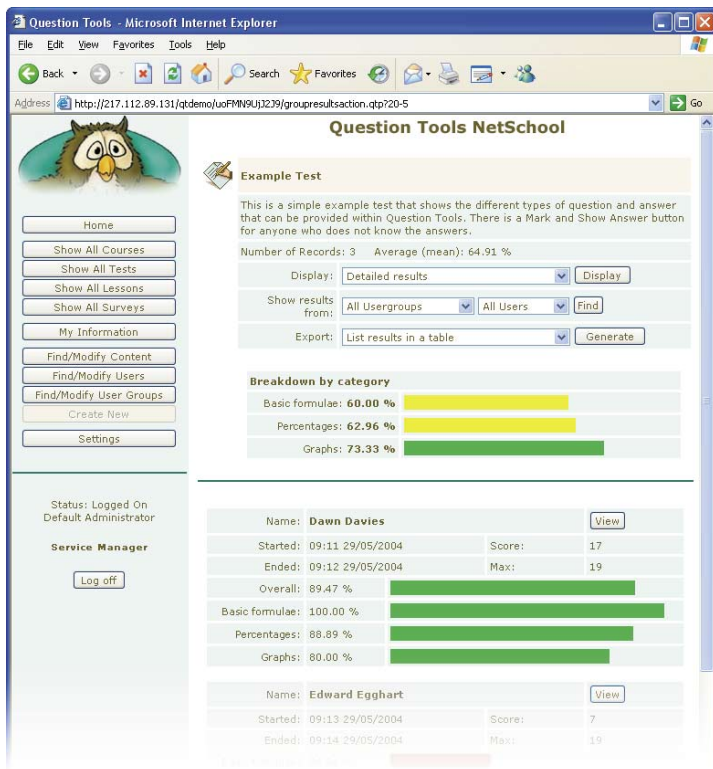 Question Tools - Microsoft Internet Explorer
File Edit View Favorites Tools Help
Back Search Favorites
Address http://217.112.89.131/qtdemo/uoFMN9UjJ2J9/groupresultsaction.qtp?20-5 Go
Question Tools NetSchool
Example Test
This is a simple example test that shows the different types of question and answer
that can be provided within Question Tools. There is a Mark and Show Answer button
for anyone who does not know the answers.
Number of Records: 3 Average (mean): 64.91 %
Display: Detailed results Display
Show results
from: All Usergroups All Users Find
Export: List results in a table Generate
Breakdown by category
Basic formulae: 60.00 %
Percentages: 62.96 %
Graphs: 73.33 %
Home
Show All Courses
Show All Tests
Show All Lessons
Show All Surveys
My Information
Find/Modify Content
Find/Modify Users
Find/Modify User Groups
Create New
Settings
Status: Logged On
Default Administrator
Service Manager
Log off
Name: Dawn Davies View
Started: 09:11 29/05/2004 Score: 17
Ended: 09:12 29/05/2004 Max: 19
Overall: 89.47 %
Basic formulae: 100.00 %
Percentages: 88.89 %
Graphs: 80.00 %
Name: Edward Egghart View
Started: 09:13 29/05/2004 Score: 7
Ended: 09:14 29/05/2004 Max: 19